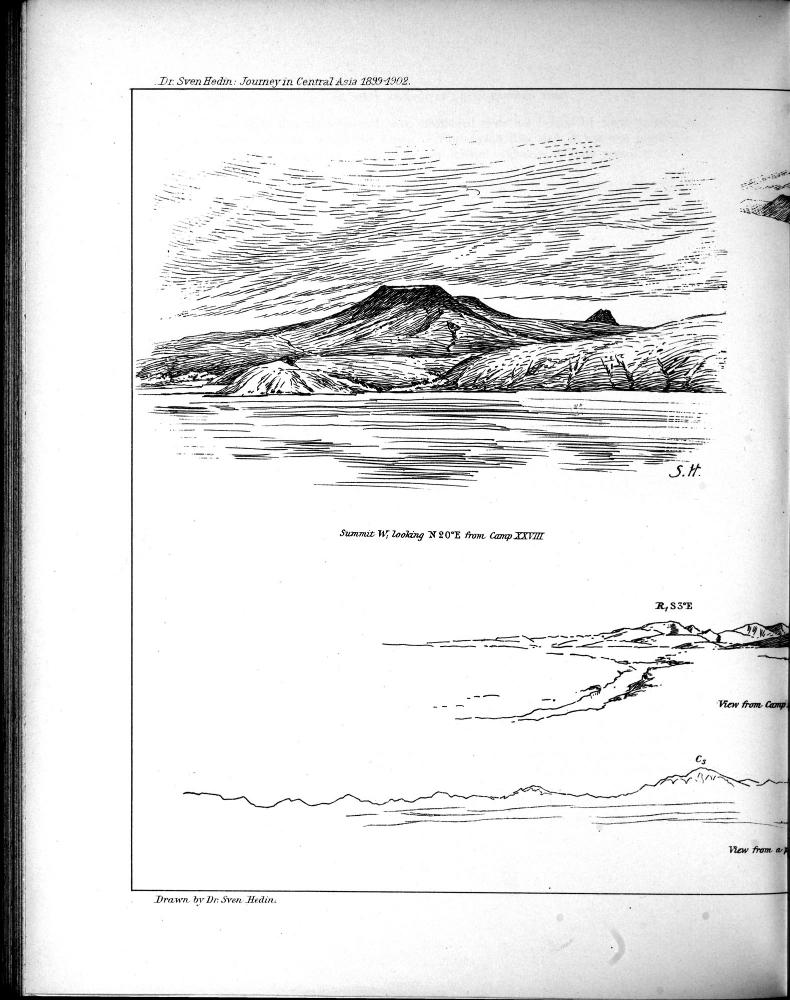 Dr. Sven Hedin: Journey in Central Asia 1899-1902.
S. H.
Summit W, looking N 20°E from Camp XXVIII
R, S 3°E
View from Camp
C3
View from a
Drawn by Dr. Sven Hedin.